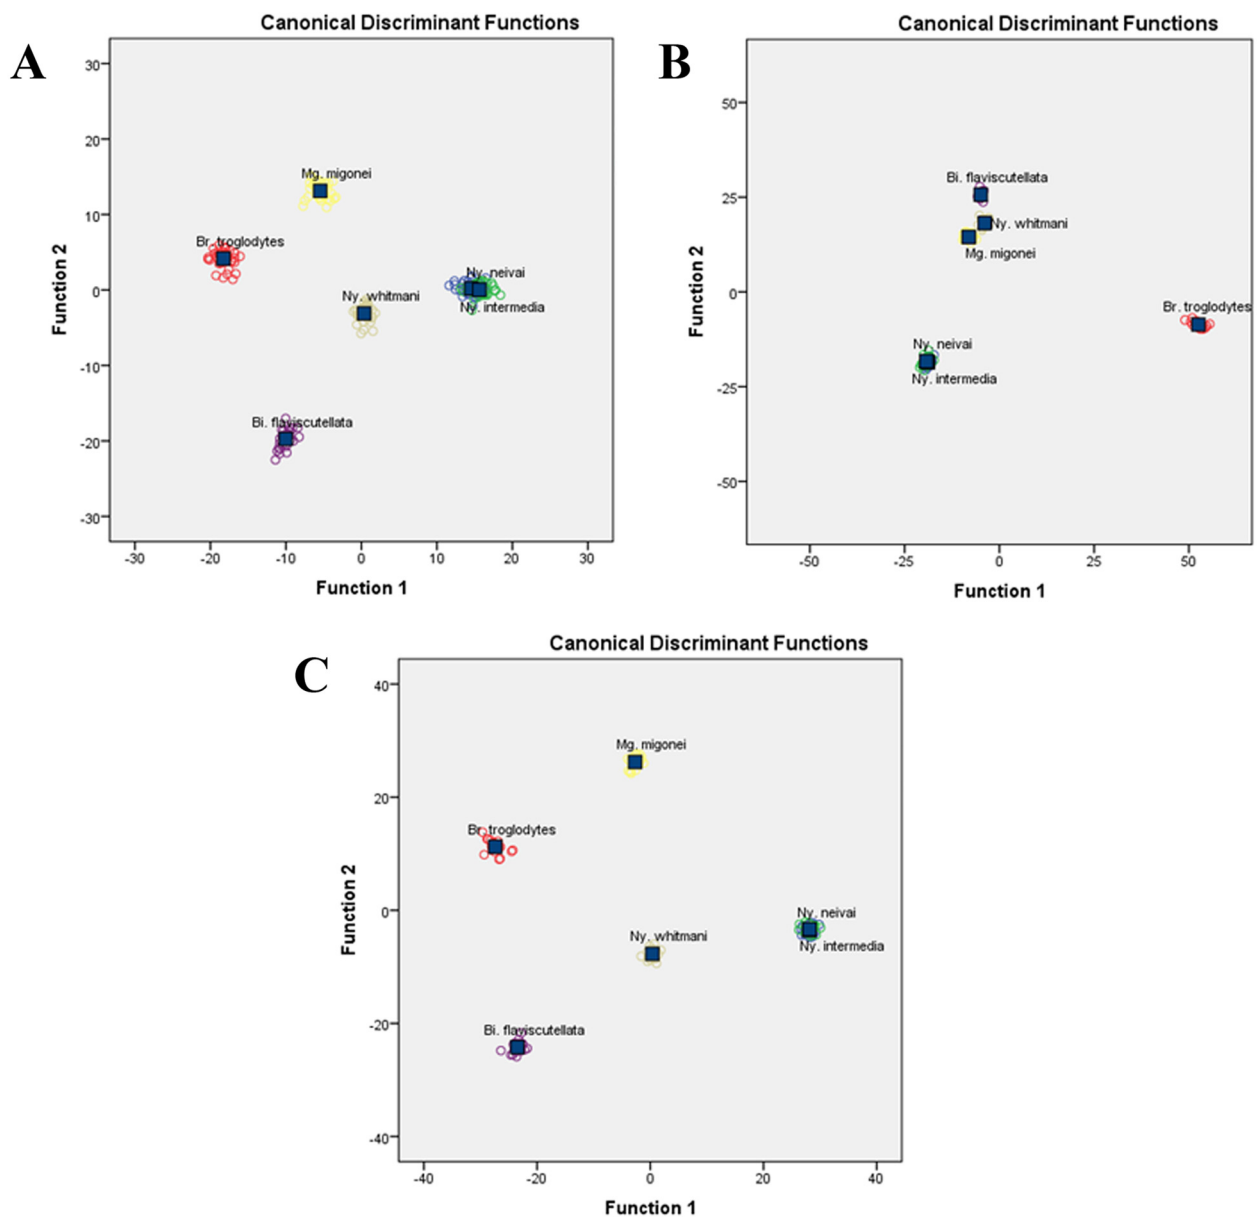 Canonical Discriminant Functions
A
30
20
10
0
-10
-20
-30
Function 2
Mg. migonei
Br. troglodytes
Ny. neivai
Ny. whitmani
Ny. intermedia
Bi. flaviscutellata
-30 -20 -10 0 10 20 30
Function 1
Canonical Discriminant Functions
B
50
25
0
-25
-50
Function 2
Bi. flaviscutellata
Ny. whitmani
Mg. migonei
Br. troglodytes
Ny. neivai
Ny. intermedia
-50 -25 0 25 50
Function 1
Canonical Discriminant Functions
C
40
20
0
-20
-40
Function 2
Mg. migonei
Br. troglodytes
Ny. neivai
Ny. whitmani
Ny. intermedia
Bi. flaviscutellata
-40 -20 0 20 40
Function 1